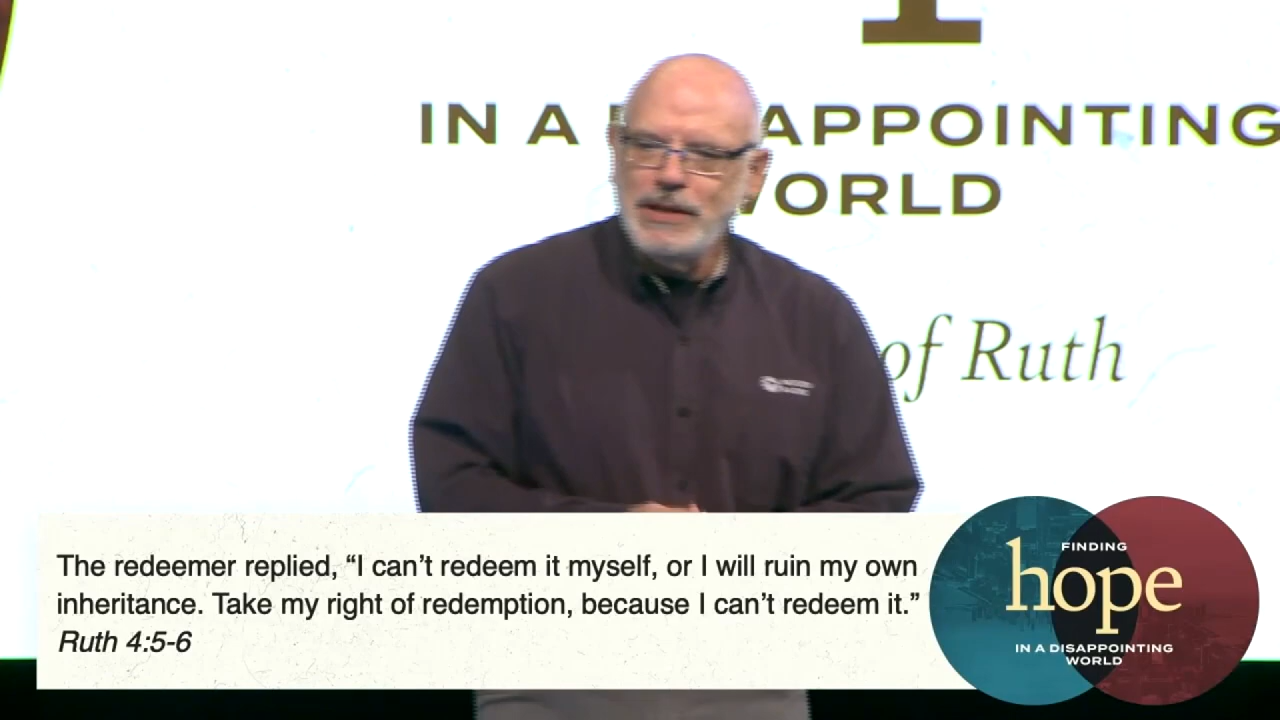 IN A DISAPPOINTING
WORLD
of Ruth
The redeemer replied, “I can’t redeem it myself, or I will ruin my own
inheritance. Take my right of redemption, because I can’t redeem it.”
Ruth 4:5-6
FINDING
hope
IN A DISAPPOINTING
WORLD